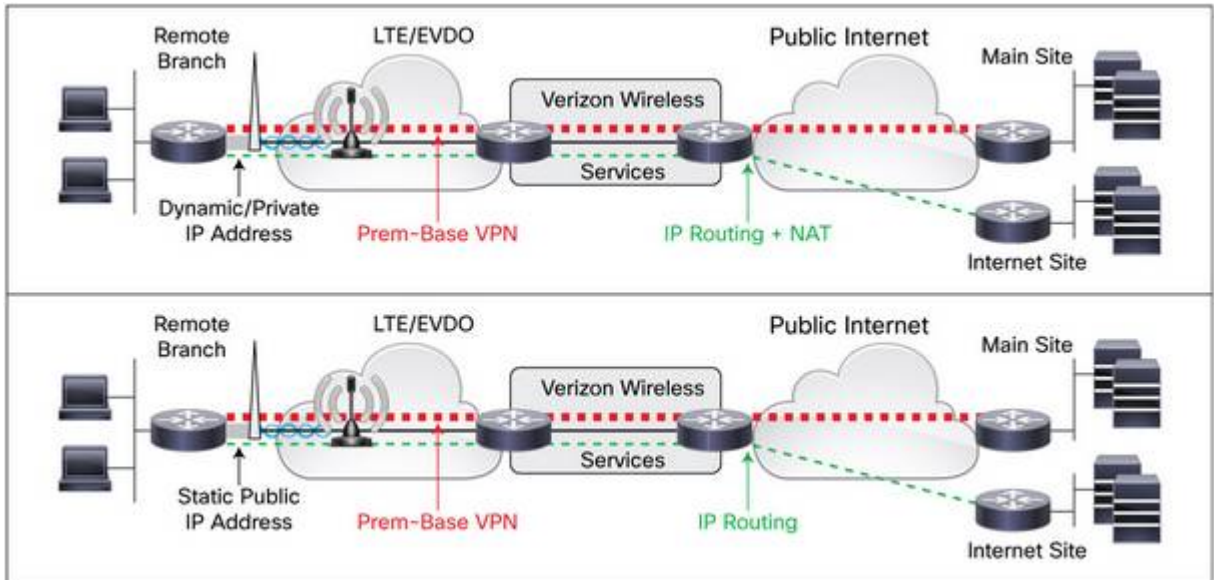 Remote
Branch
LTE/EVDO
Public Internet
Main Site
Verizon Wireless
Services
Dynamic/Private
IP Address
Prem-Base VPN
IP Routing + NAT
Internet Site
Remote
Branch
LTE/EVDO
Public Internet
Main Site
Verizon Wireless
Services
Static Public
IP Address
Prem-Base VPN
IP Routing
Internet Site